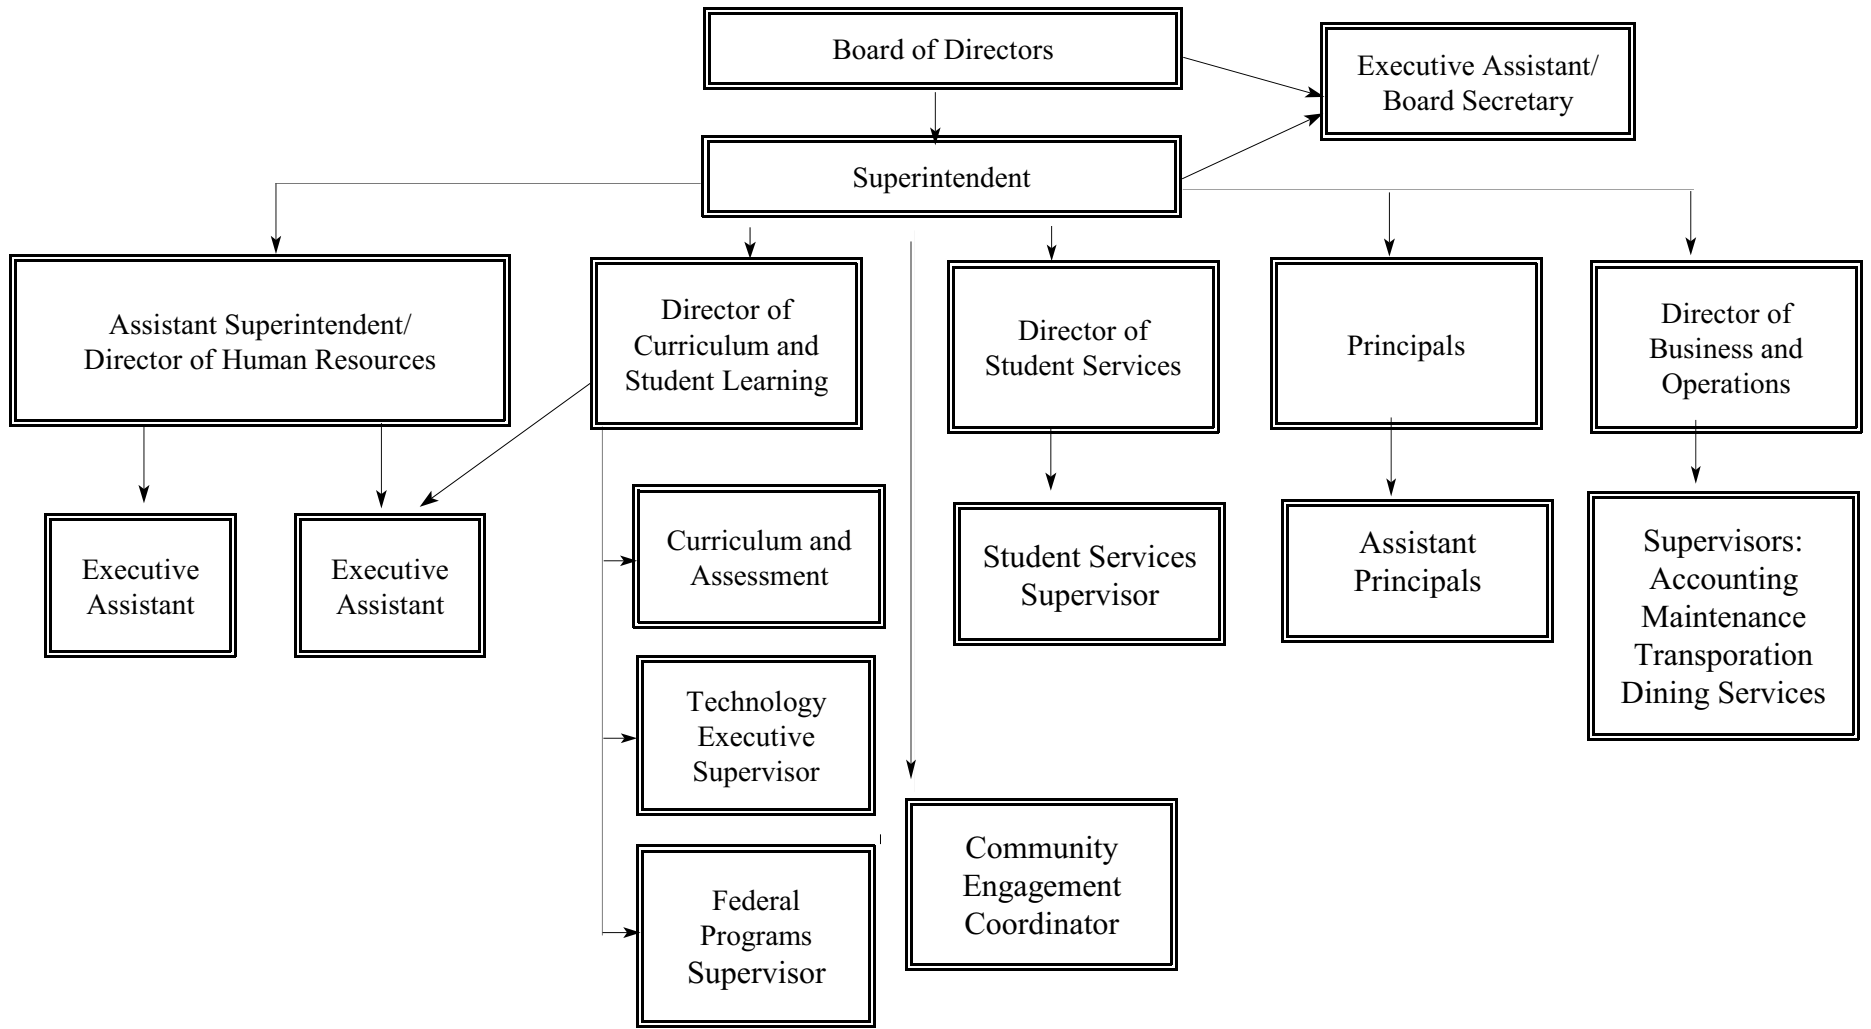 Board of Directors
Executive Assistant/
Board Secretary
Superintendent
Assistant Superintendent/
Director of Human Resources
Director of
Curriculum and
Student Learning
Director of
Student Services
Principals
Director of
Business and
Operations
Executive
Assistant
Executive
Assistant
Curriculum and
Assessment
Student Services
Supervisor
Assistant
Principals
Supervisors:
Accounting
Maintenance
Transporation
Dining Services
Technology
Executive
Supervisor
Community
Engagement
Coordinator
Federal
Programs
Supervisor